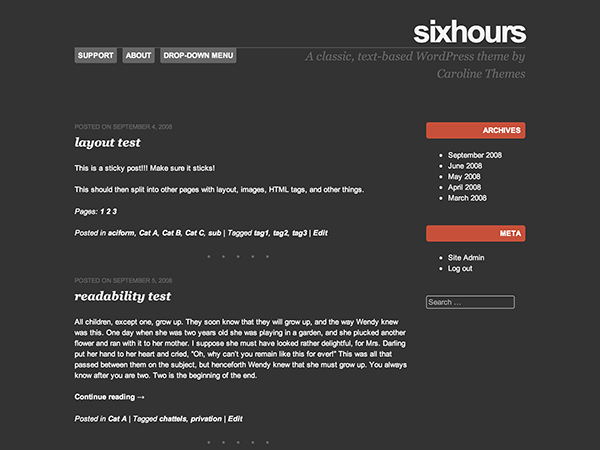 sixhours
SUPPORT ABOUT DROP-DOWN MENU
A classic, text-based WordPress theme by
Caroline Themes
POSTED ON SEPTEMBER 4, 2008
layout test
This is a sticky post!!! Make sure it sticks!
This should then split into other pages with layout, images, HTML tags, and other things.
Pages: 1 2 3
Posted in aciform, Cat A, Cat B, Cat C, sub | Tagged tag1, tag2, tag3 | Edit
POSTED ON SEPTEMBER 5, 2008
readability test
All children, except one, grow up. They soon know that they will grow up, and the way Wendy knew
was this. One day when she was two years old she was playing in a garden, and she plucked another
flower and ran with it to her mother. I suppose she must have looked rather delightful, for Mrs. Darling
put her hand to her heart and cried, "Oh, why can't you remain like this for ever!" This was all that
passed between them on the subject, but henceforth Wendy knew that she must grow up. You always
know after you are two. Two is the beginning of the end.
Continue reading →
Posted in Cat A | Tagged chattels, privation | Edit
ARCHIVES
September 2008
June 2008
May 2008
April 2008
March 2008
META
Site Admin
Log out
Search …